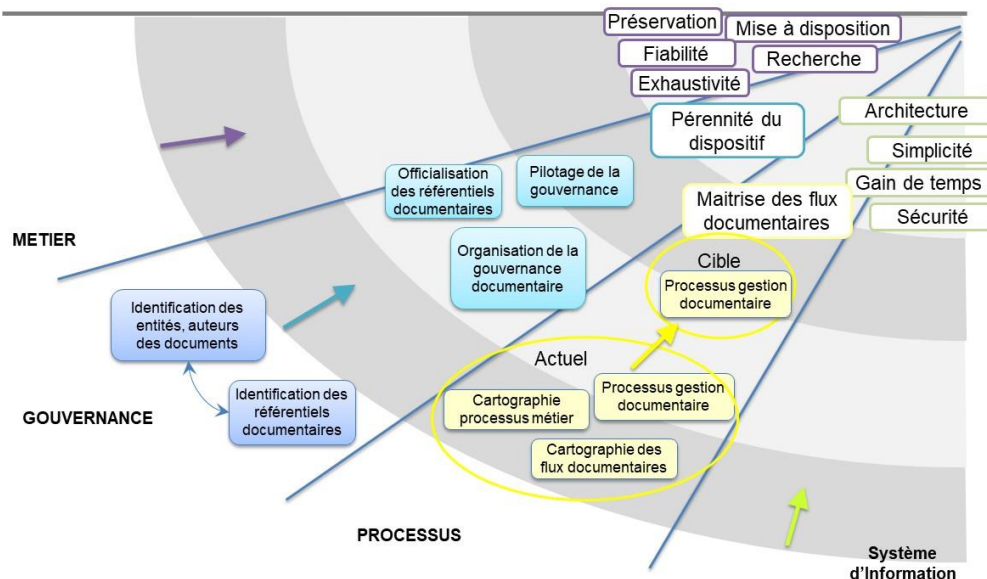 Préservation
Mise à disposition
Fiabilité
Recherche
Exhaustivité
Pérennité du
dispositif
Architecture
Simplicité
Gain de temps
Sécurité
Officialisation
des référentiels
documentaires
Pilotage de la
gouvernance
Maitrise des flux
documentaires
METIER
Organisation de la
gouvernance
documentaire
Cible
Processus gestion
documentaire
Identification des
entités, auteurs
des documents
Actuel
Identification des
référentiels
documentaires
GOUVERNANCE
Cartographie
processus métier
Processus gestion
documentaire
Cartographie des
flux documentaires
PROCESSUS
Système
d'Information